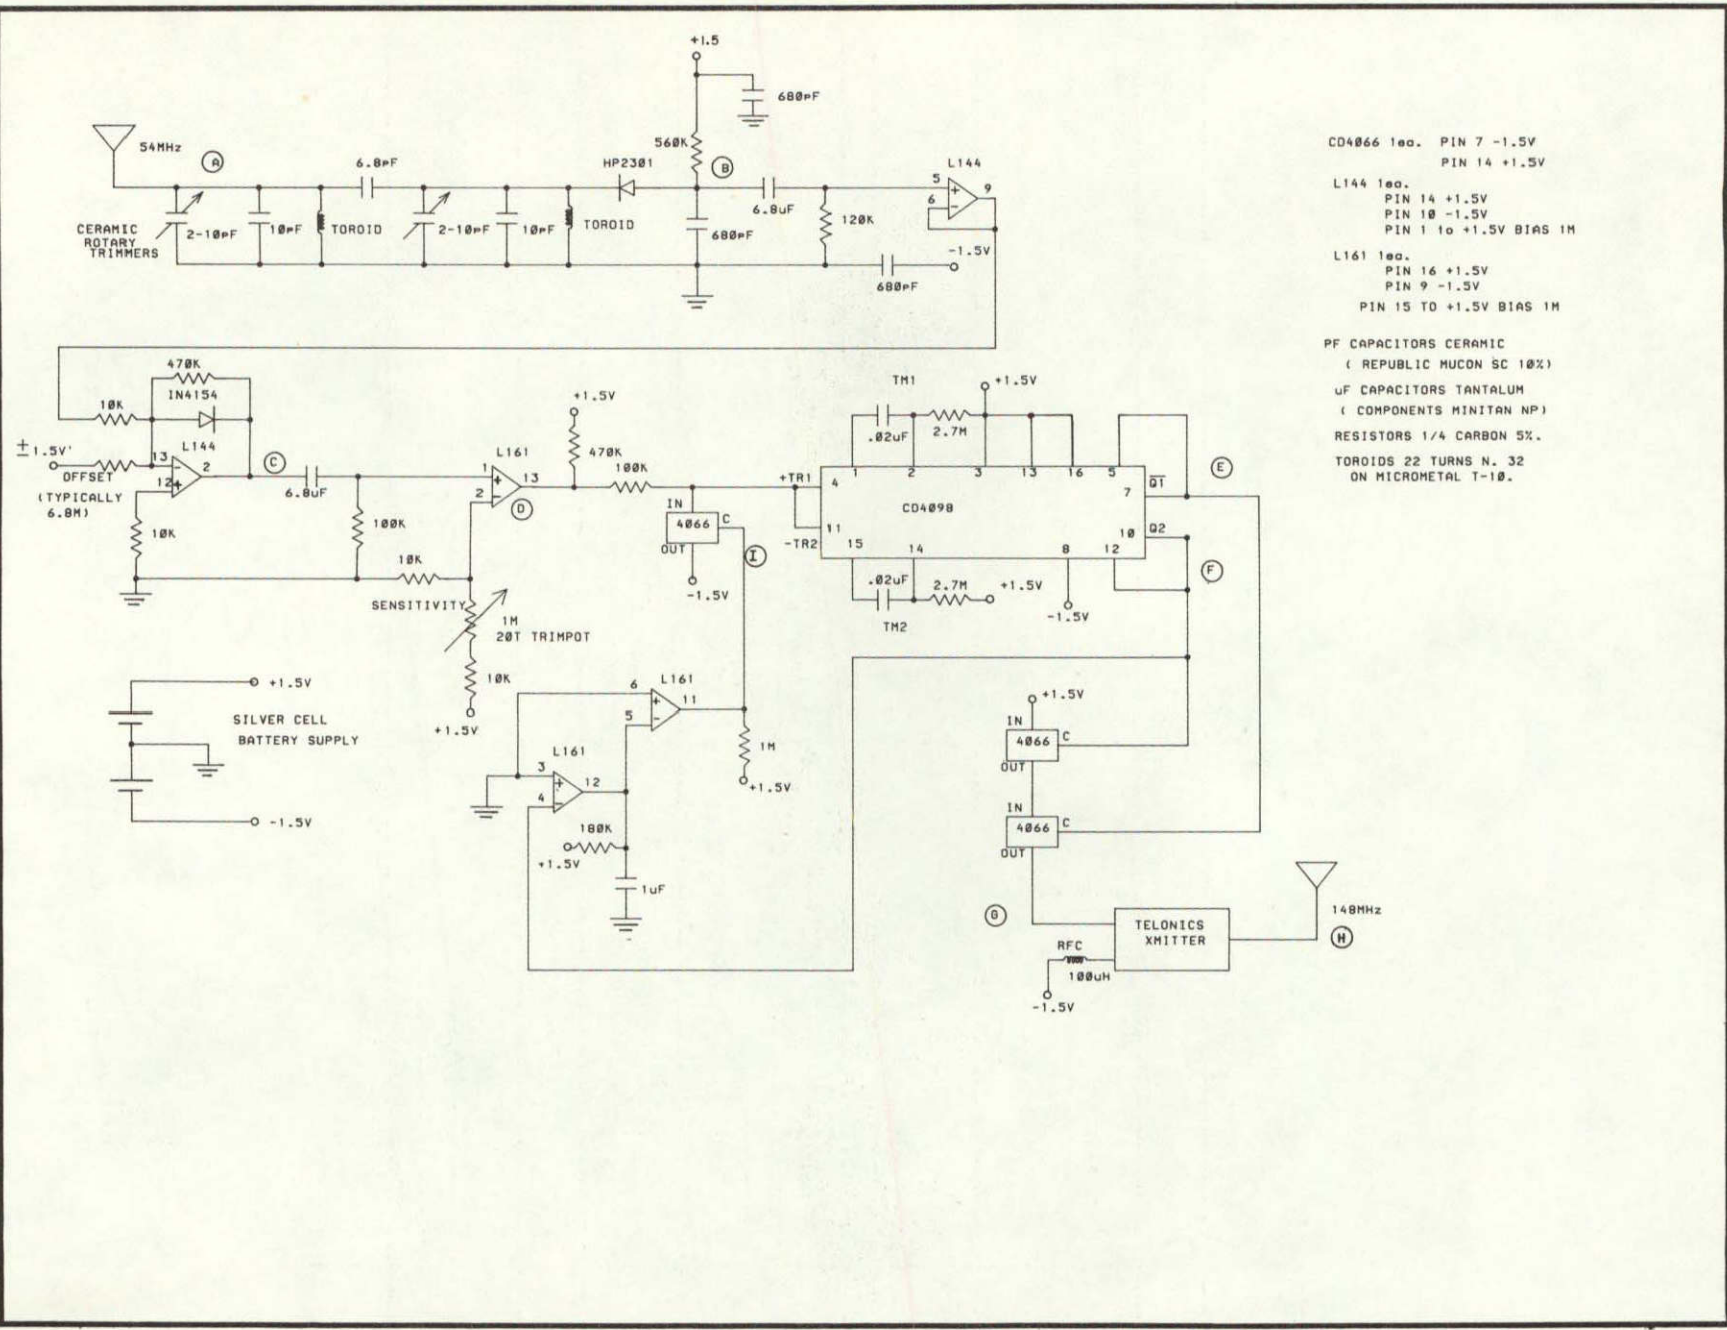 +1.5
680pF
54MHz
A
6.8pF
560K
HP2301
B
L144
5
9
6
CERAMIC
ROTARY
TRIMMERS
2-10pF
10pF
TOROID
2-10pF
10pF
TOROID
680pF
6.8uF
120K
-1.5V
680pF
CD4066 1ea. PIN 7 -1.5V
PIN 14 +1.5V
L144 1ea.
PIN 14 +1.5V
PIN 10 -1.5V
PIN 1 to +1.5V BIAS 1M
L161 1ea.
PIN 16 +1.5V
PIN 9 -1.5V
PIN 15 TO +1.5V BIAS 1M
PF CAPACITORS CERAMIC
( REPUBLIC MUCON SC 10%)
uF CAPACITORS TANTALUM
( COMPONENTS MINITAN NP)
RESISTORS 1/4 CARBON 5%.
TOROIDS 22 TURNS N. 32
ON MICROMETAL T-10.
470K
IN4154
10K
L144
±1.5V'
OFFSET
(TYPICALLY
6.8M)
13
12
2
C
6.8uF
10K
100K
10K
SENSITIVITY
1M
20T TRIMPOT
10K
+1.5V
L161
1
2
13
D
+1.5V
470K
100K
IN
4066
C
OUT
-1.5V
I
TM1
.02uF
2.7M
+1.5V
1
2
3
13
16
5
+TR1
4
CD4098
11
-TR2
15
14
8
12
7
Q1
10
Q2
E
F
.02uF
2.7M
+1.5V
TM2
-1.5V
+1.5V
SILVER CELL
BATTERY SUPPLY
-1.5V
L161
6
5
11
1M
+1.5V
L161
3
4
12
180K
+1.5V
1uF
+1.5V
IN
4066
C
OUT
IN
4066
C
OUT
G
TELONICS
XMITTER
RFC
100uH
-1.5V
148MHz
H